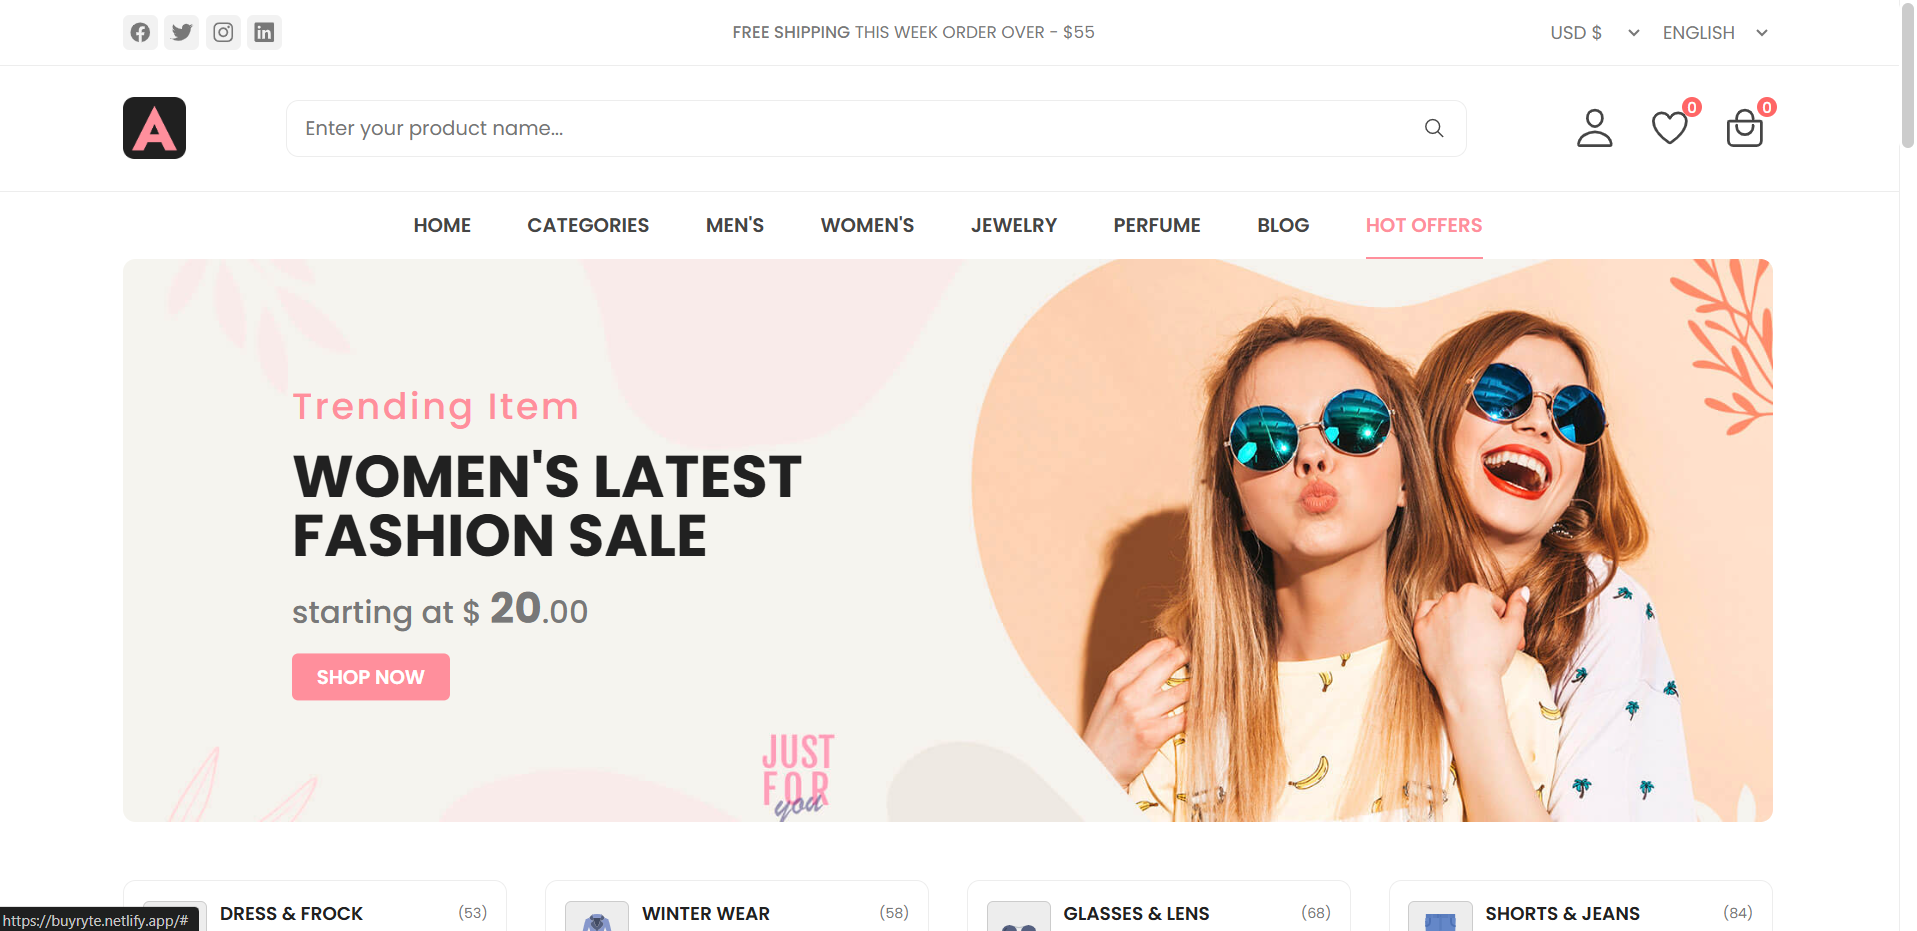 FREE SHIPPING THIS WEEK ORDER OVER - $55
USD $
ENGLISH
A
Enter your product name...
0
0
HOME
CATEGORIES
MEN'S
WOMEN'S
JEWELRY
PERFUME
BLOG
HOT OFFERS
Trending Item
WOMEN'S LATEST
FASHION SALE
starting at $ 20.00
SHOP NOW
JUST
FOR
you
DRESS & FROCK
(53)
WINTER WEAR
(58)
GLASSES & LENS
(68)
SHORTS & JEANS
(84)
https://buyryte.netlify.app/#